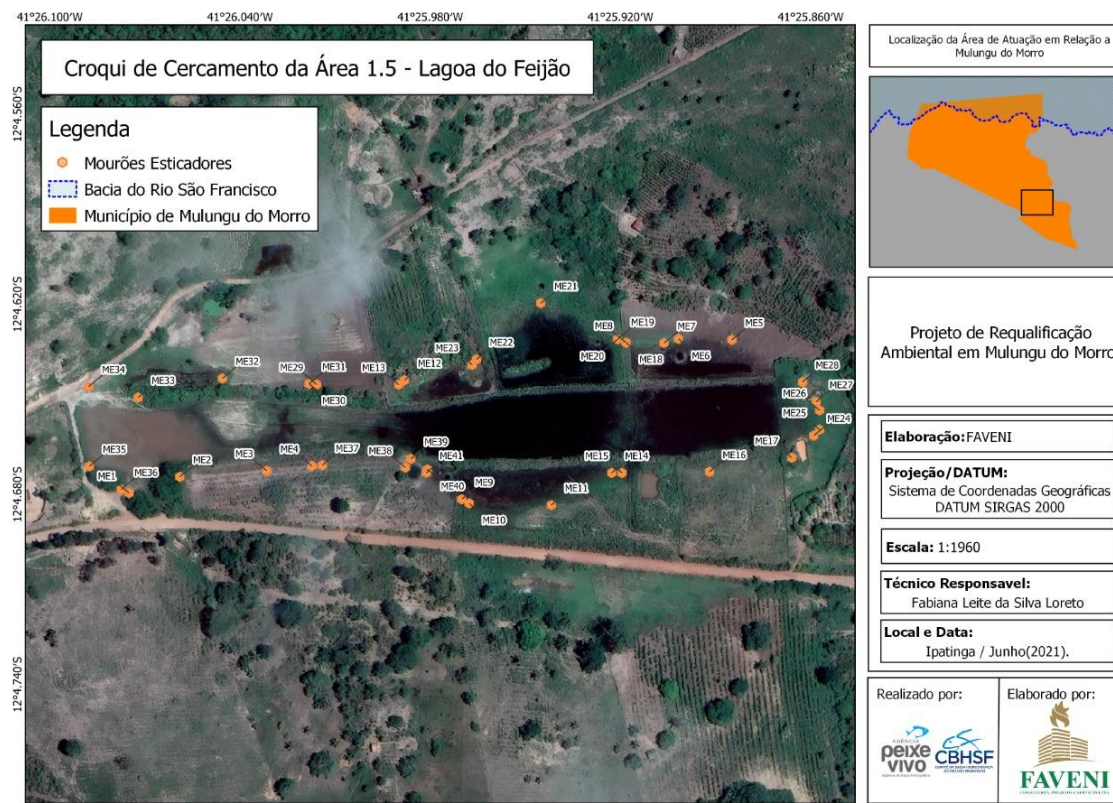 41°26.100'W 41°26.040'W 41°25.980'W 41°25.920'W 41°25.860'W
12°4.560'S
12°4.620'S
12°4.680'S
12°4.740'S
Croqui de Cercamento da Área 1.5 - Lagoa do Feijão
Legenda
Mourões Esticadores
Bacia do Rio São Francisco
Município de Mulungu do Morro
ME21
ME8
ME19
ME7
ME5
ME22
ME23
ME12
ME20
ME18
ME6
ME34
ME33
ME32
ME29
ME31
ME13
ME30
ME28
ME27
ME26
ME25
ME24
ME17
ME35
ME1
ME36
ME2
ME3
ME4
ME37
ME38
ME39
ME41
ME40
ME9
ME10
ME11
ME15
ME14
ME16
Localização da Área de Atuação em Relação a
Mulungu do Morro
Projeto de Requalificação
Ambiental em Mulungu do Morro
Elaboração:FAVENI
Projeção/DATUM:
Sistema de Coordenadas Geográficas
DATUM SIRGAS 2000
Escala: 1:1960
Técnico Responsavel:
Fabiana Leite da Silva Loreto
Local e Data:
Ipatinga / Junho(2021).
Realizado por:
AGÊNCIA
peixe
vivo
CBHSF
Elaborado por:
FAVENI